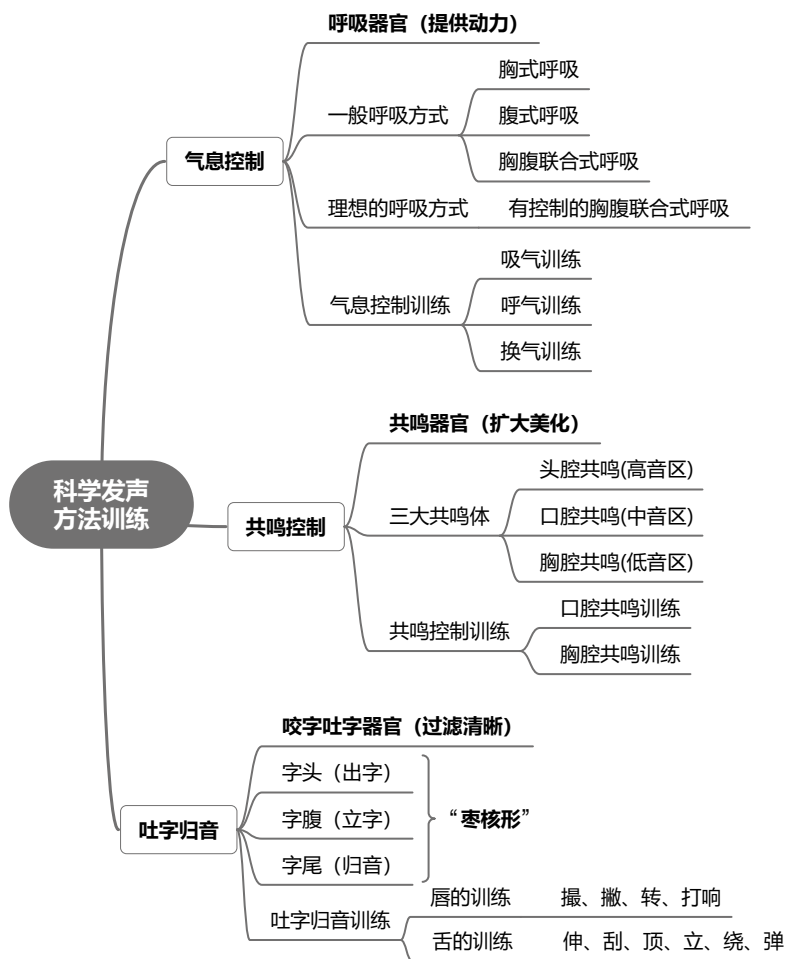 科学发声
方法训练
气息控制
呼吸器官（提供动力）
一般呼吸方式
胸式呼吸
腹式呼吸
胸腹联合式呼吸
理想的呼吸方式 有控制的胸腹联合式呼吸
气息控制训练
吸气训练
呼气训练
换气训练
共鸣控制
共鸣器官（扩大美化）
三大共鸣体
头腔共鸣(高音区)
口腔共鸣(中音区)
胸腔共鸣(低音区)
共鸣控制训练
口腔共鸣训练
胸腔共鸣训练
吐字归音
咬字吐字器官（过滤清晰）
字头（出字）
字腹（立字）
字尾（归音）
“枣核形”
吐字归音训练
唇的训练 撮、撇、转、打响
舌的训练 伸、刮、顶、立、绕、弹